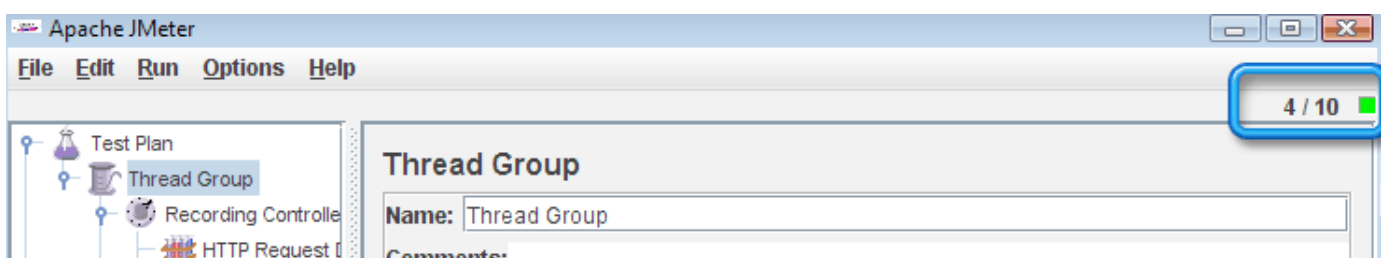 Apache JMeter
File Edit Run Options Help
4 / 10
Test Plan
Thread Group
Recording Controlle
HTTP Request D
Thread Group
Name: Thread Group
Comments: